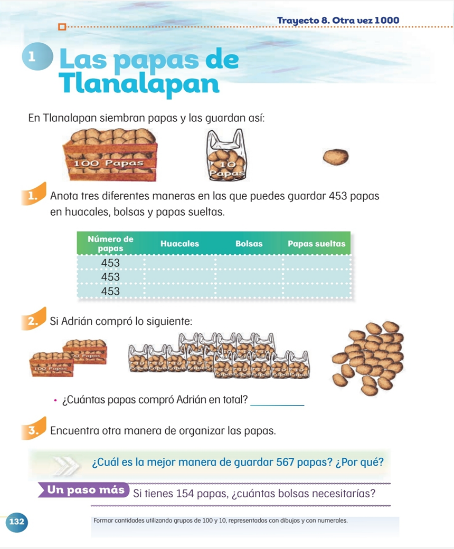 Trayecto 8. Otra vez 1000
1 Las papas de
Tlanalapan
En Tlanalapan siembran papas y las guardan así:
100 Papas
10
Papas
1. Anota tres diferentes maneras en las que puedes guardar 453 papas
en huacales, bolsas y papas sueltas.
Número de papas Huacales Bolsas Papas sueltas
453
453
453
2. Si Adrián compró lo siguiente:
100 Papas
• ¿Cuántas papas compró Adrián en total?
3. Encuentra otra manera de organizar las papas.
¿Cuál es la mejor manera de guardar 567 papas? ¿Por qué?
Un paso más Si tienes 154 papas, ¿cuántas bolsas necesitarías?
132 Formar cantidades utilizando grupos de 100 y 10, representados con dibujos y con numerales.